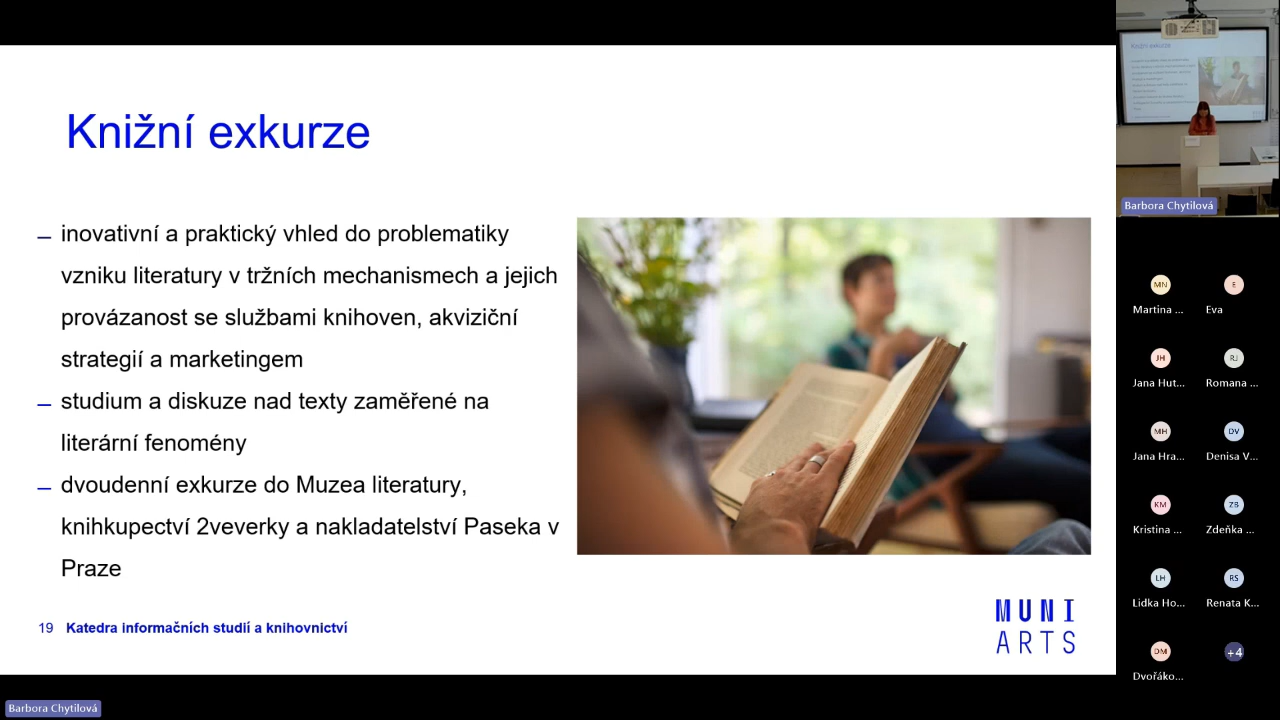 Knižní exkurze
– inovativní a praktický vhled do problematiky
vzniku literatury v tržních mechanismech a jejich
provázanost se službami knihoven, akviziční
strategií a marketingem
– studium a diskuze nad texty zaměřené na
literární fenomény
– dvoudenní exkurze do Muzea literatury,
knihkupectví 2veverky a nakladatelství Paseka v
Praze
19 Katedra informačních studií a knihovnictví
MUNI
ARTS
Barbora Chytilová
Knižní exkurze
Barbora Chytilová
MN E
Martina ... Eva
JH RJ
Jana Hut... Romana ...
MH DV
Jana Hra... Denisa V...
KM ZB
Kristina ... Zdeňka ...
LH RS
Lidka Ho... Renata K...
DM +4
Dvořáko...